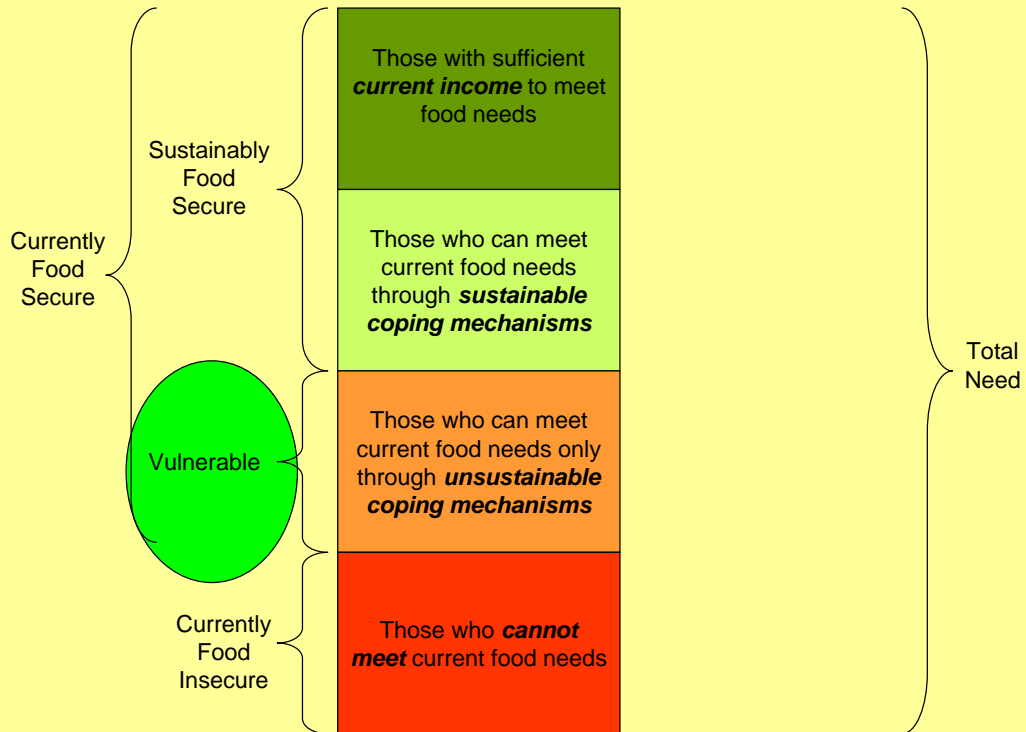 Those with sufficient
current income to meet
food needs
Sustainably
Food
Secure
Currently
Food
Secure
Those who can meet
current food needs
through sustainable
coping mechanisms
Total
Need
Vulnerable
Those who can meet
current food needs only
through unsustainable
coping mechanisms
Currently
Food
Insecure
Those who cannot
meet current food needs